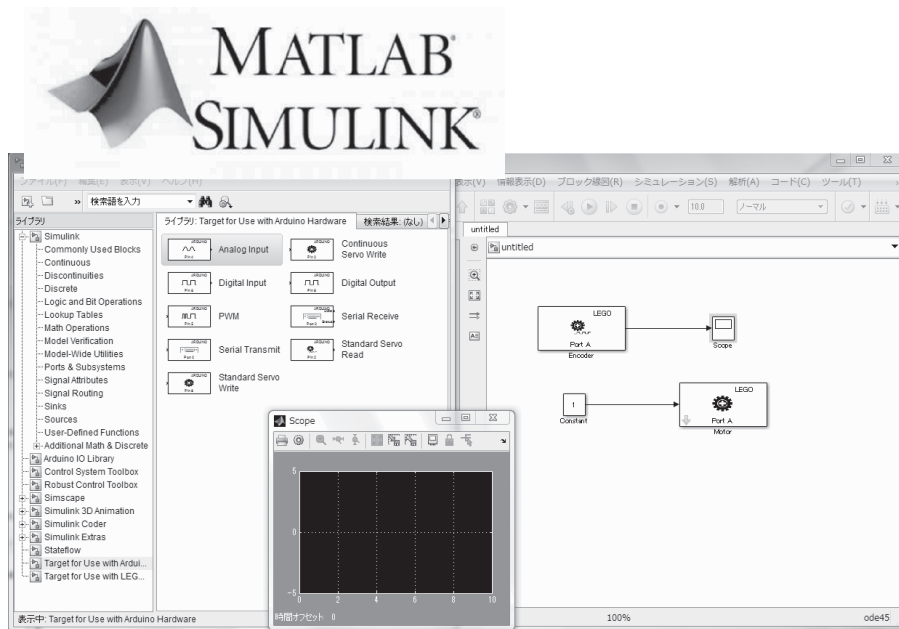 MATLAB®
SIMULINK®
ファイル(F) 編集(E) 表示(V) ヘルプ(H)
» 検索語を入力
ライブラリ
Simulink
Commonly Used Blocks
Continuous
Discontinuities
Discrete
Logic and Bit Operations
Lookup Tables
Math Operations
Model Verification
Model-Wide Utilities
Ports & Subsystems
Signal Attributes
Signal Routing
Sinks
Sources
User-Defined Functions
Additional Math & Discrete
Arduino IO Library
Control System Toolbox
Robust Control Toolbox
Simscape
Simulink 3D Animation
Simulink Coder
Simulink Extras
Stateflow
Target for Use with Ardui...
Target for Use with LEG...
ライブラリ: Target for Use with Arduino Hardware
検索結果: (なし)
Analog Input
Continuous
Servo Write
Digital Input
Digital Output
PWM
Serial Receive
Serial Transmit
Standard Servo
Read
Standard Servo
Write
表示中: Target for Use with Arduino Hardware
Scope
5
0
-5
0 2 4 6 8 10
時間オフセット: 0
表示(V) 情報表示(D) ブロック線図(R) シミュレーション(S) 解析(A) コード(C) ツール(T) »
10.0
ノーマル
untitled
untitled
LEGO
Port A
Encoder
Scope
1
Constant
LEGO
Port A
Motor
100%
ode45